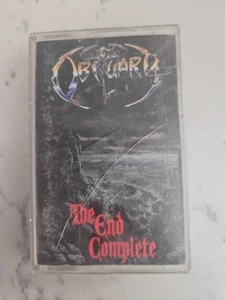 Obituary
The
End
Complete